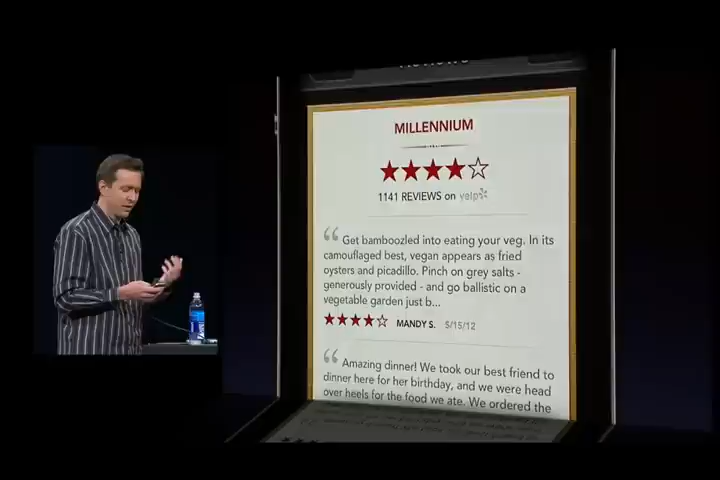 Reviews
MILLENNIUM
1141 REVIEWS on yelp
“ Get bamboozled into eating your veg. In its
camouflaged best, vegan appears as fried
oysters and picadillo. Pinch on grey salts -
generously provided - and go ballistic on a
vegetable garden just b...
MANDY S. 5/15/12
“ Amazing dinner! We took our best friend to
dinner here for her birthday, and we were head
over heels for the food we ate. We ordered the